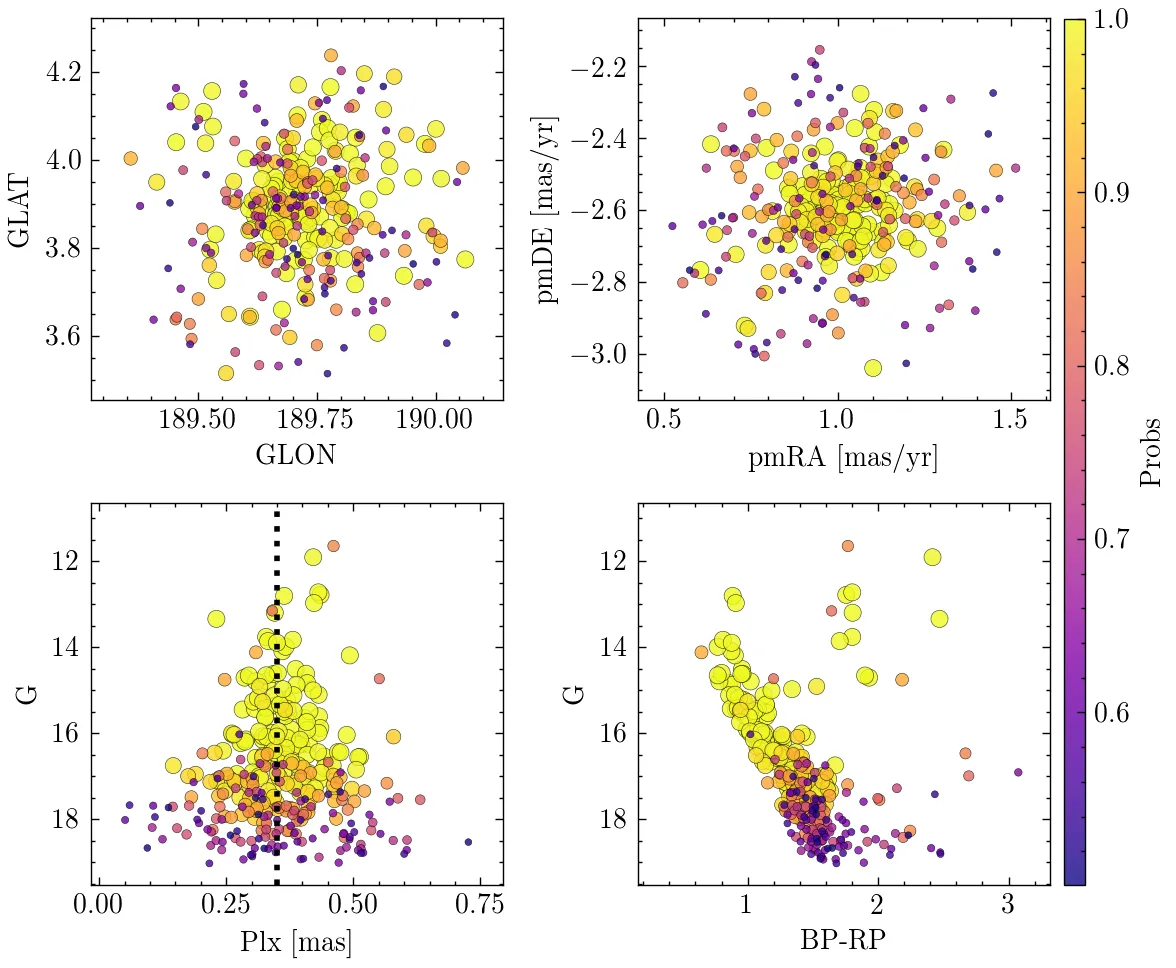 4.2
4.0
3.8
3.6
GLAT
189.50 189.75 190.00
GLON
−2.2
−2.4
−2.6
−2.8
−3.0
pmDE [mas/yr]
0.5 1.0 1.5
pmRA [mas/yr]
12
14
16
18
G
0.00 0.25 0.50 0.75
Plx [mas]
12
14
16
18
G
1 2 3
BP-RP
1.0
0.9
0.8
0.7
0.6
Probs